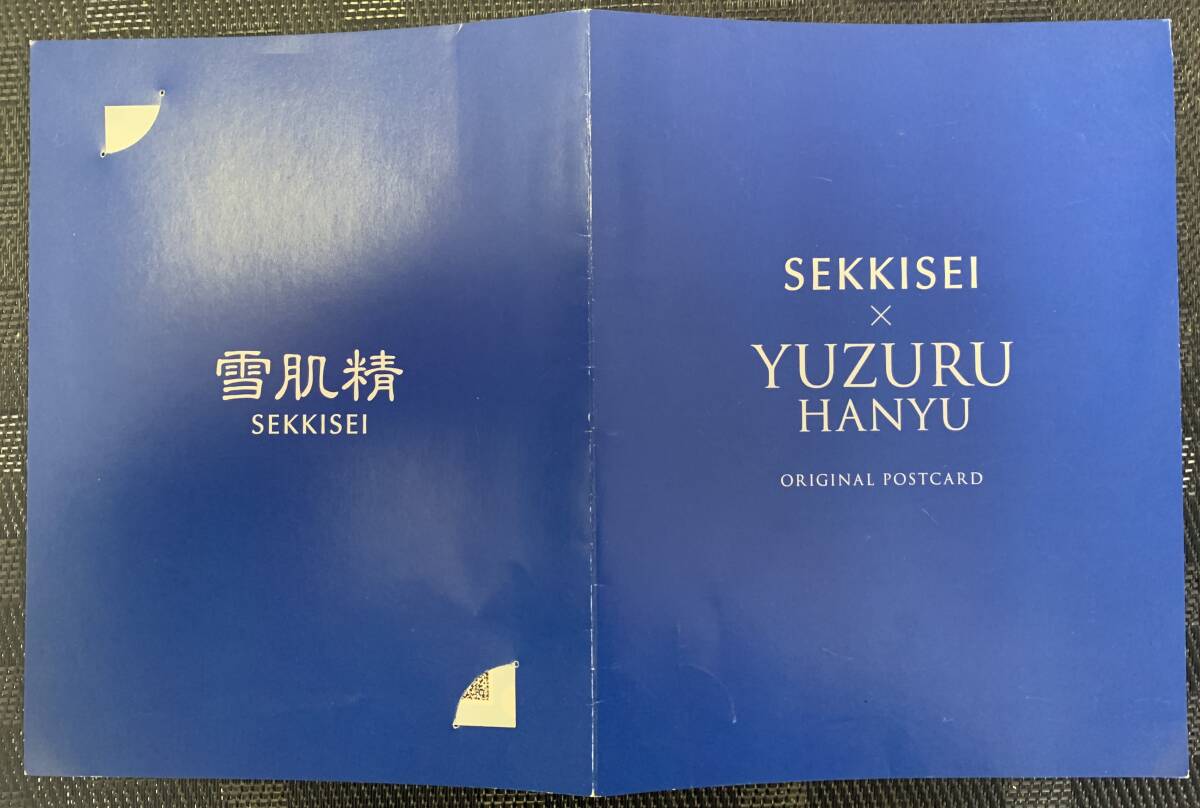 雪肌精
SEKKISEI
SEKKISEI
×
YUZURU
HANYU
ORIGINAL POSTCARD